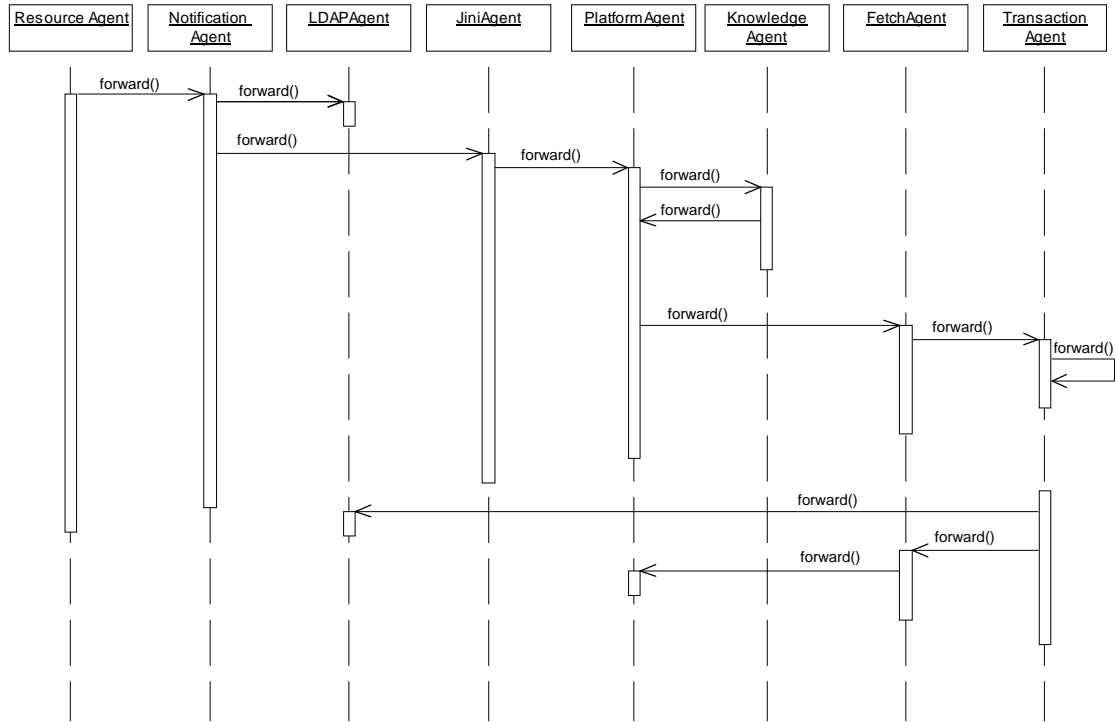 Resource Agent
Notification
Agent
LDAPAgent
JiniAgent
PlatformAgent
Knowledge
Agent
FetchAgent
Transaction
Agent
forward()
forward()
forward()
forward()
forward()
forward()
forward()
forward()
forward()
forward()
forward()
forward()